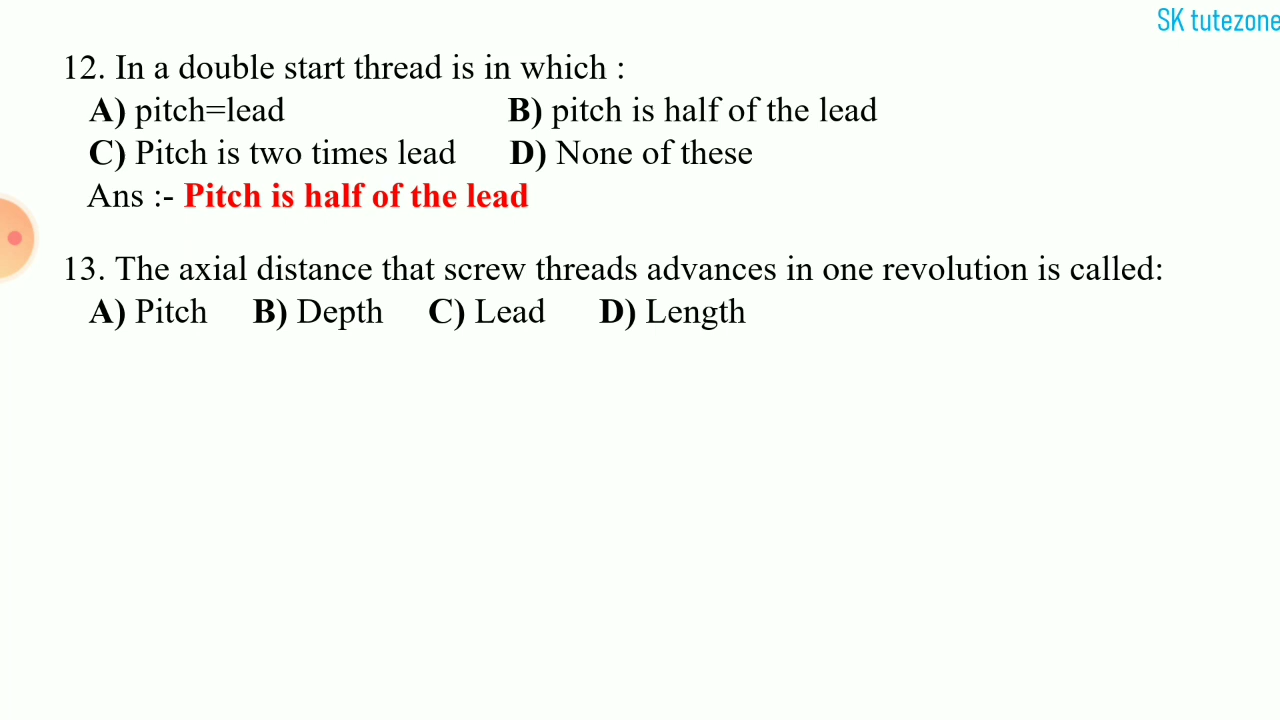 SK tutezone
12. In a double start thread is in which :
A) pitch=lead B) pitch is half of the lead
C) Pitch is two times lead D) None of these
Ans :- Pitch is half of the lead
13. The axial distance that screw threads advances in one revolution is called:
A) Pitch B) Depth C) Lead D) Length